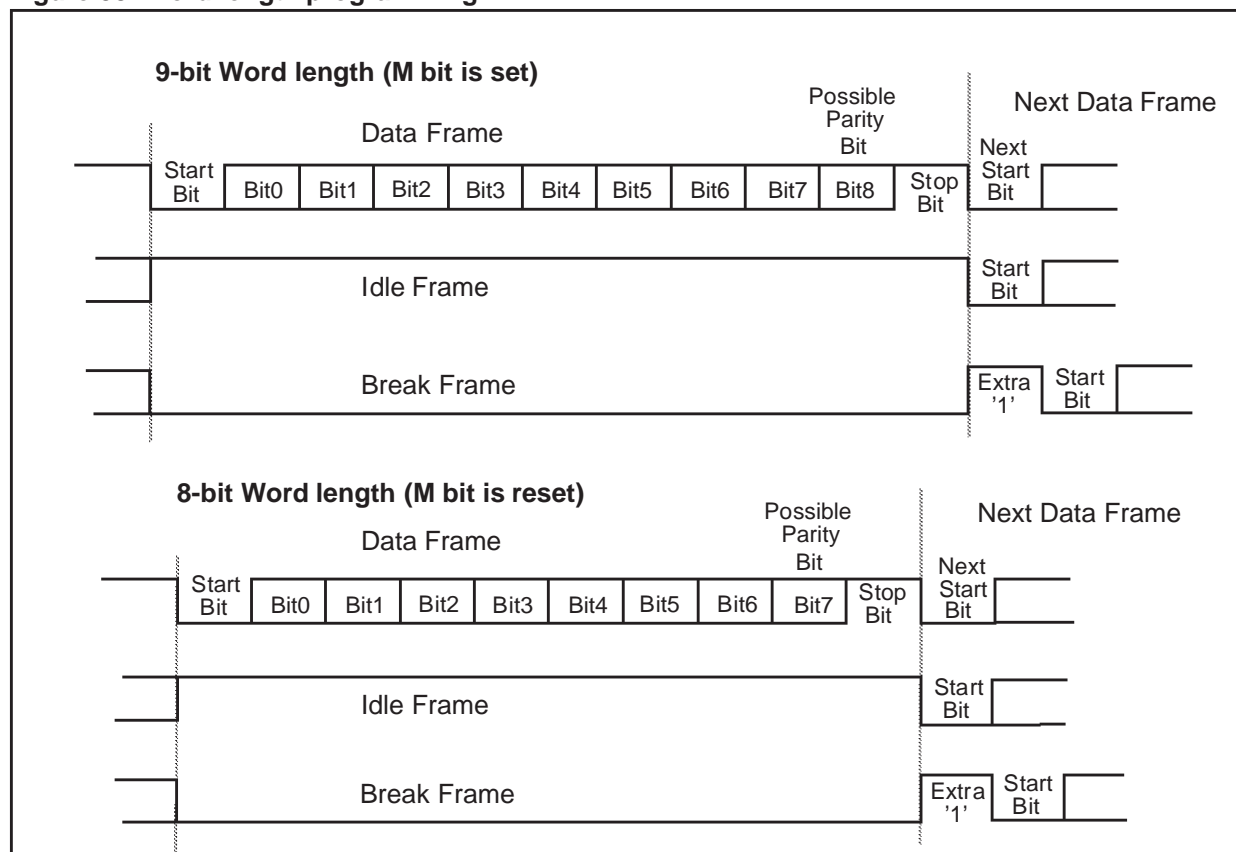 9-bit Word length (M bit is set)
Possible
Parity
Bit
Next Data Frame
Data Frame
Start
Bit
Bit0
Bit1
Bit2
Bit3
Bit4
Bit5
Bit6
Bit7
Bit8
Stop
Bit
Next
Start
Bit
Idle Frame
Start
Bit
Break Frame
Extra
'1'
Start
Bit
8-bit Word length (M bit is reset)
Possible
Parity
Bit
Next Data Frame
Data Frame
Start
Bit
Bit0
Bit1
Bit2
Bit3
Bit4
Bit5
Bit6
Bit7
Stop
Bit
Next
Start
Bit
Idle Frame
Start
Bit
Break Frame
Extra
'1'
Start
Bit